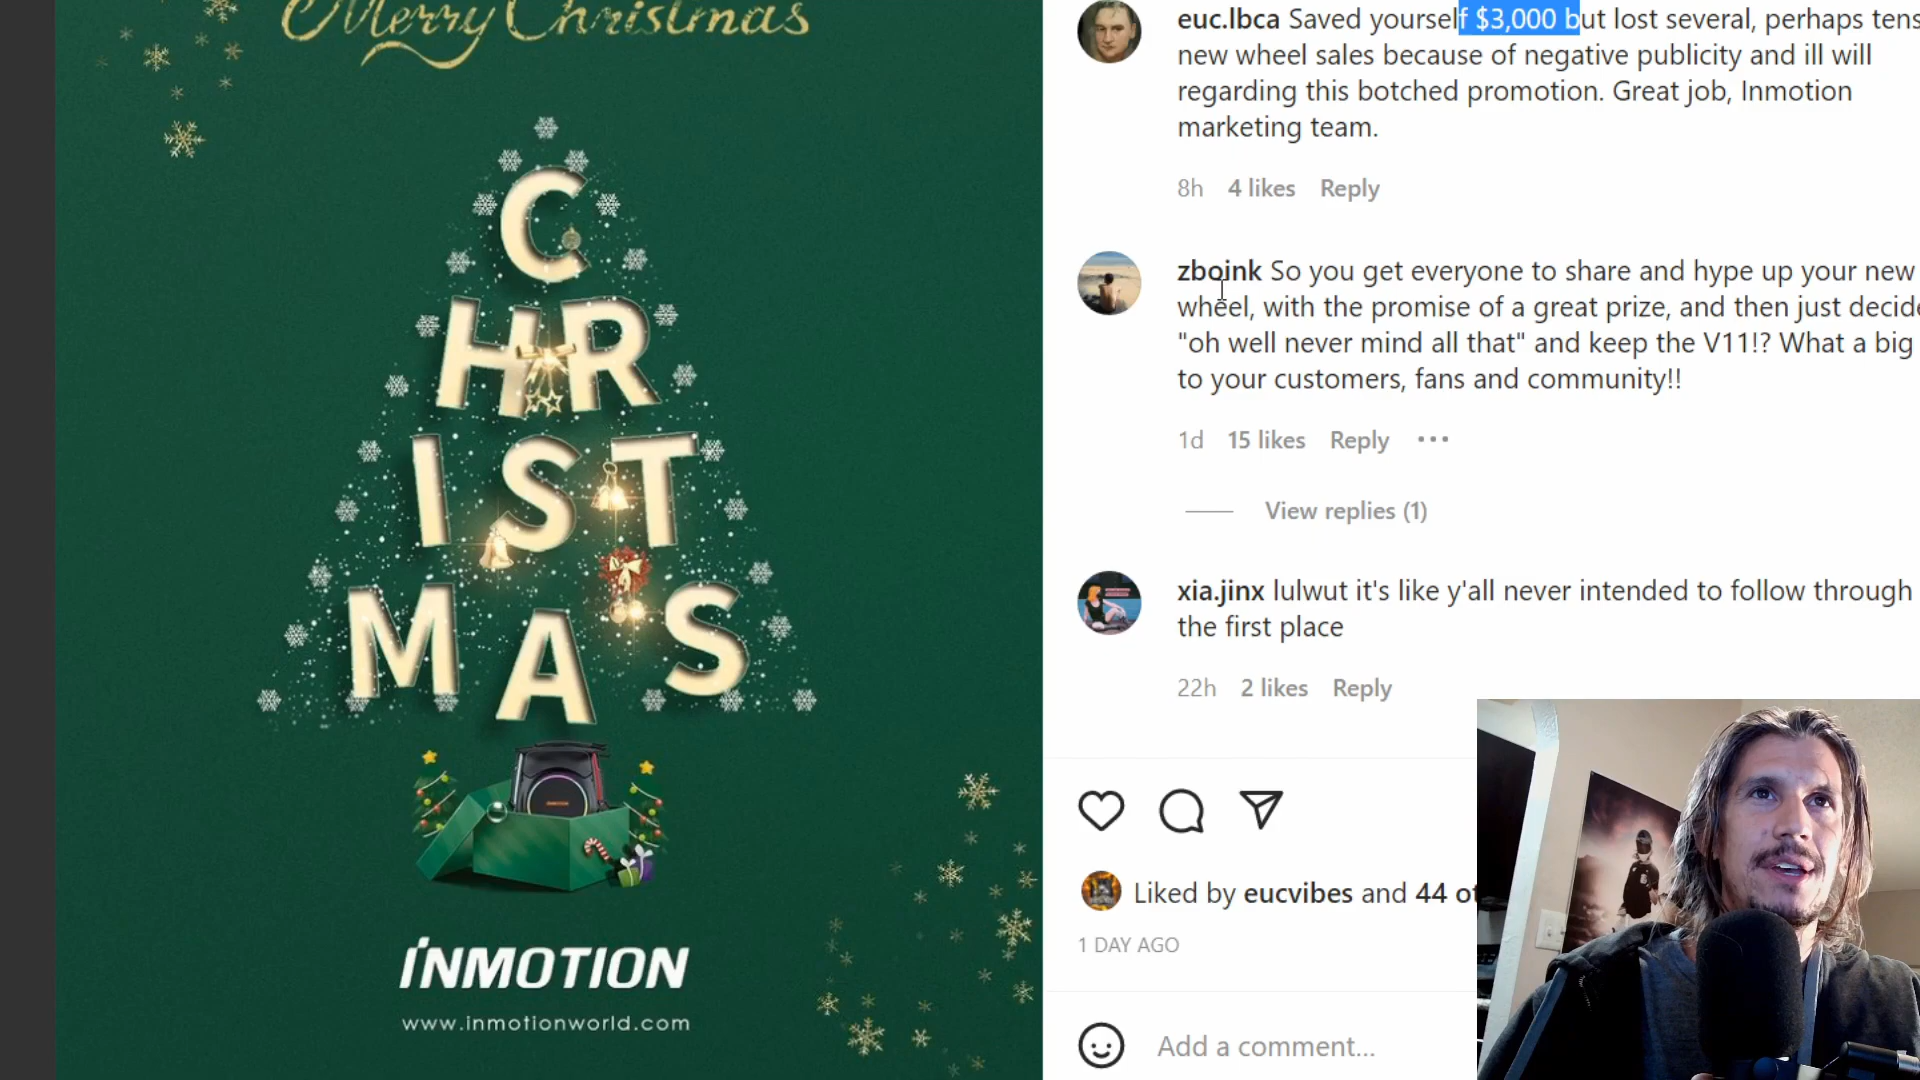 Merry Christmas
C
HR
IST
MAS
INMOTION
www.inmotionworld.com
euc.lbca Saved yourself $3,000 but lost several, perhaps tens
new wheel sales because of negative publicity and ill will
regarding this botched promotion. Great job, Inmotion
marketing team.
8h 4 likes Reply
zboink So you get everyone to share and hype up your new
wheel, with the promise of a great prize, and then just decide
"oh well never mind all that" and keep the V11!? What a big
to your customers, fans and community!!
1d 15 likes Reply
View replies (1)
xia.jinx lulwut it's like y'all never intended to follow through
the first place
22h 2 likes Reply
Liked by eucvibes and 44
1 DAY AGO
Add a comment...